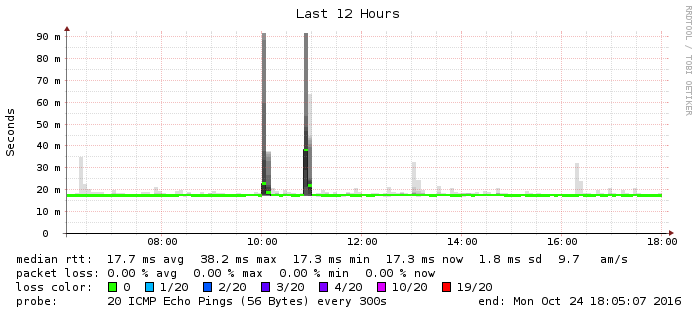 Last 12 Hours
RRDTOOL / TOBI OETIKER
Seconds
90 m
80 m
70 m
60 m
50 m
40 m
30 m
20 m
10 m
0
08:00 10:00 12:00 14:00 16:00 18:00
median rtt: 17.7 ms avg 38.2 ms max 17.3 ms min 17.3 ms now 1.8 ms sd 9.7 am/s
packet loss: 0.00 % avg 0.00 % max 0.00 % min 0.00 % now
loss color: 0 1/20 2/20 3/20 4/20 10/20 19/20
probe: 20 ICMP Echo Pings (56 Bytes) every 300s end: Mon Oct 24 18:05:07 2016